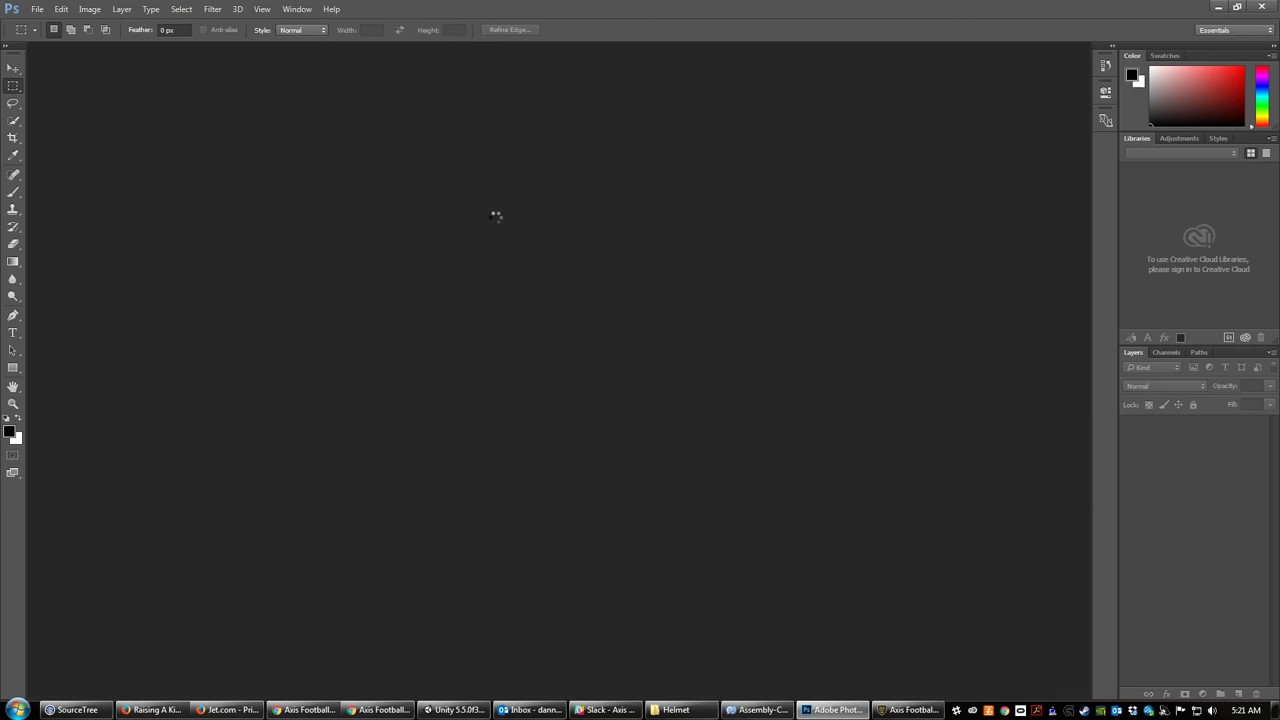 Ps File Edit Image Layer Type Select Filter 3D View Window Help
Feather: 0 px Anti-alias Style: Normal Width: Height: Refine Edge... Essentials
Color Swatches
Libraries Adjustments Styles
To use Creative Cloud Libraries,
please sign in to Creative Cloud
St
Layers Channels Paths
Kind
Normal Opacity:
Lock: Fill:
SourceTree Raising A Ki... Jet.com - Pri... Axis Football... Axis Football... Unity 5.5.0f3... Inbox - dann... Slack - Axis ... Helmet Assembly-C... Adobe Phot... Axis Footbal... 5:21 AM